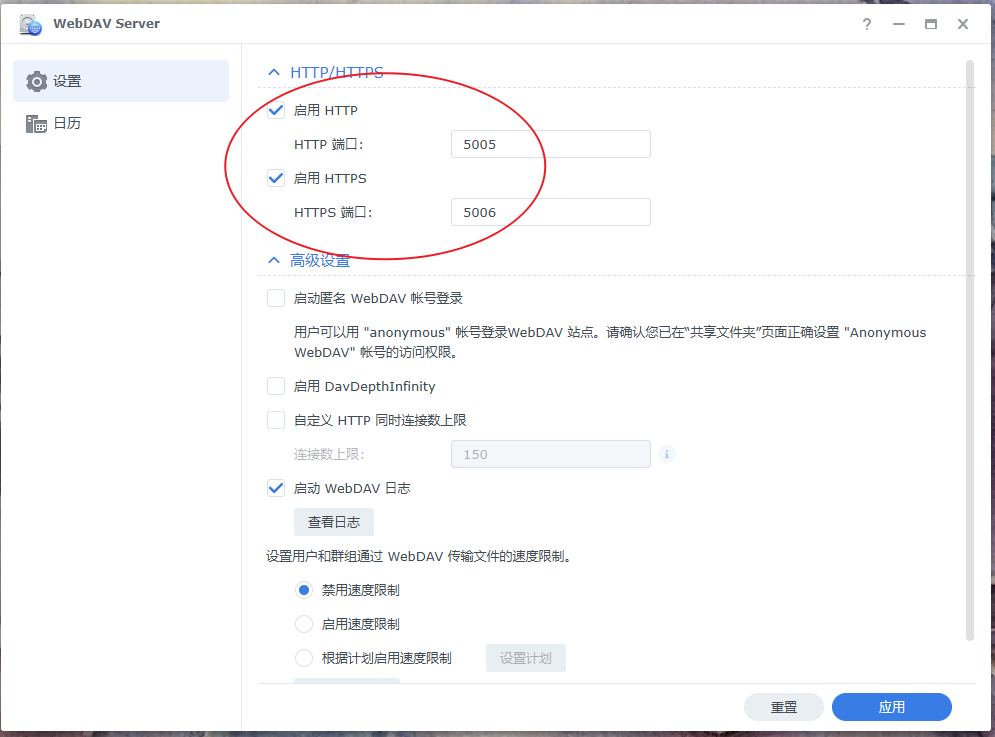 WebDAV Server
设置
日历
HTTP/HTTPS
启用 HTTP
HTTP 端口:
5005
启用 HTTPS
HTTPS 端口:
5006
高级设置
启动匿名 WebDAV 帐号登录
用户可以用 "anonymous" 帐号登录WebDAV 站点。请确认您已在“共享文件夹”页面正确设置 "Anonymous
WebDAV" 帐号的访问权限。
启用 DavDepthInfinity
自定义 HTTP 同时连接数上限
连接数上限:
150
启动 WebDAV 日志
查看日志
设置用户和群组通过 WebDAV 传输文件的速度限制。
禁用速度限制
启用速度限制
根据计划启用速度限制
设置计划
重置
应用